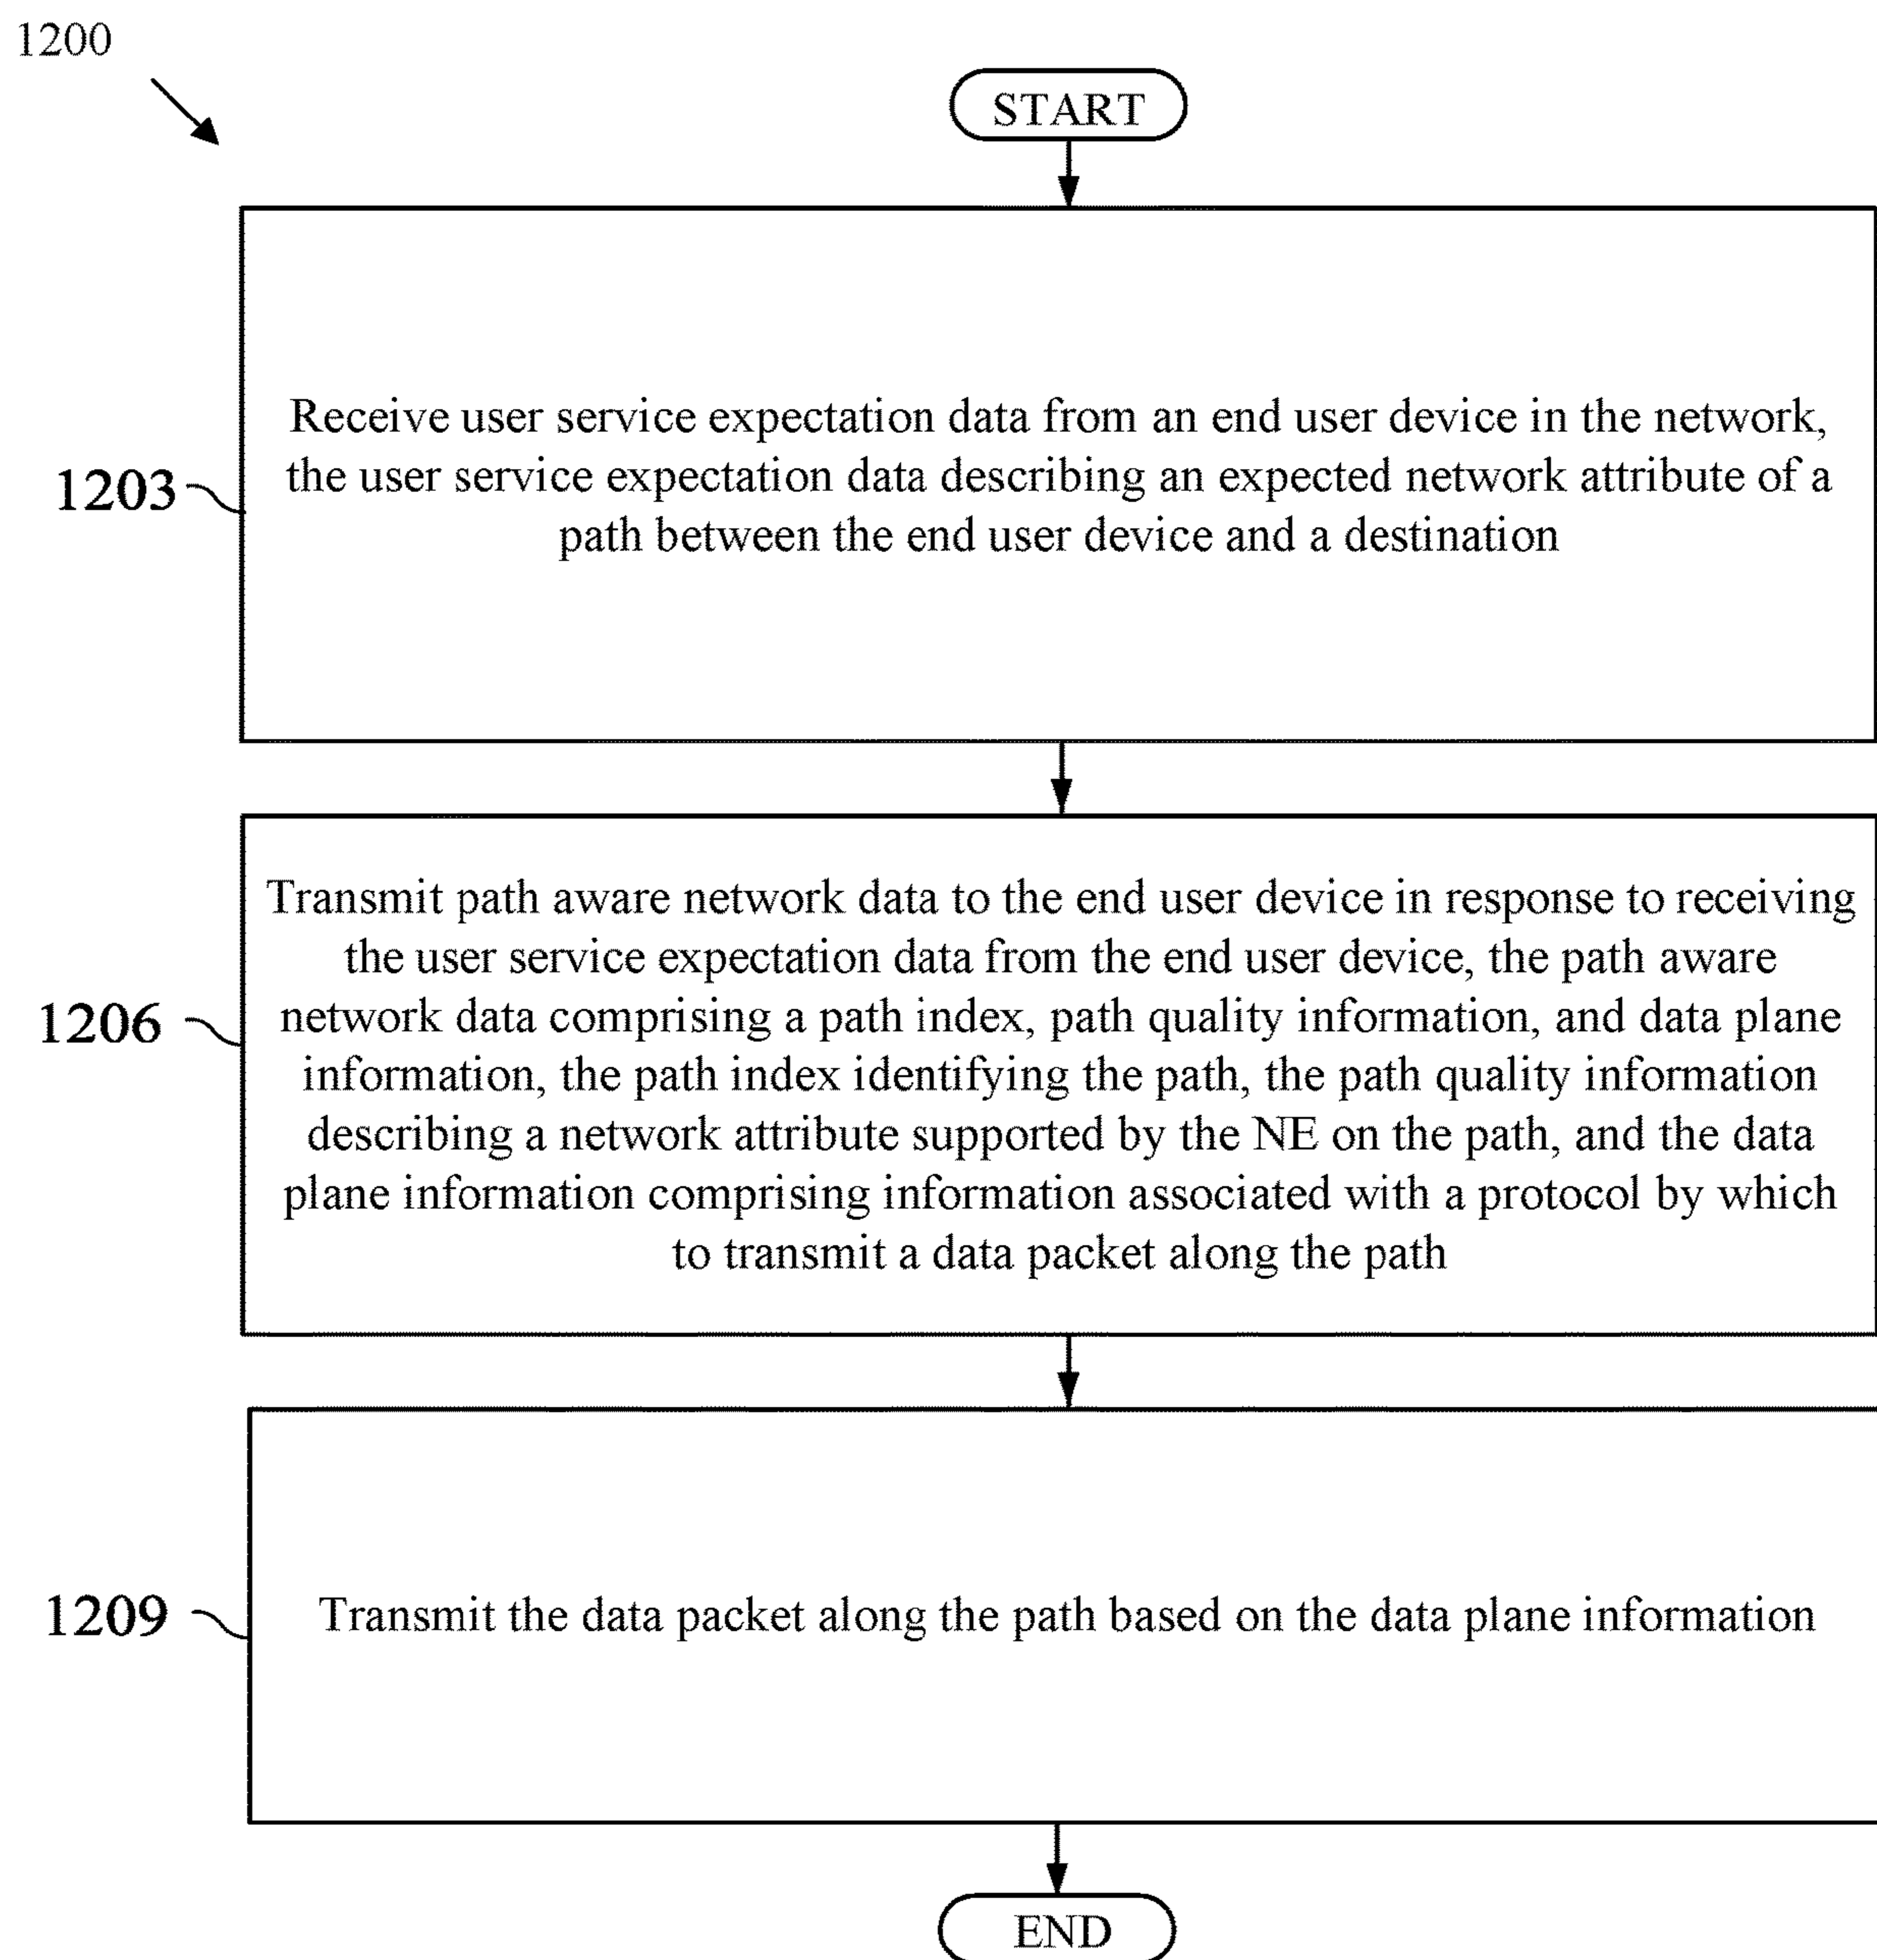 1200
START
Receive user service expectation data from an end user device in the network,
the user service expectation data describing an expected network attribute of a
path between the end user device and a destination
1203
Transmit path aware network data to the end user device in response to receiving
the user service expectation data from the end user device, the path aware
network data comprising a path index, path quality information, and data plane
information, the path index identifying the path, the path quality information
describing a network attribute supported by the NE on the path, and the data
plane information comprising information associated with a protocol by which
to transmit a data packet along the path
1206
Transmit the data packet along the path based on the data plane information
1209
END